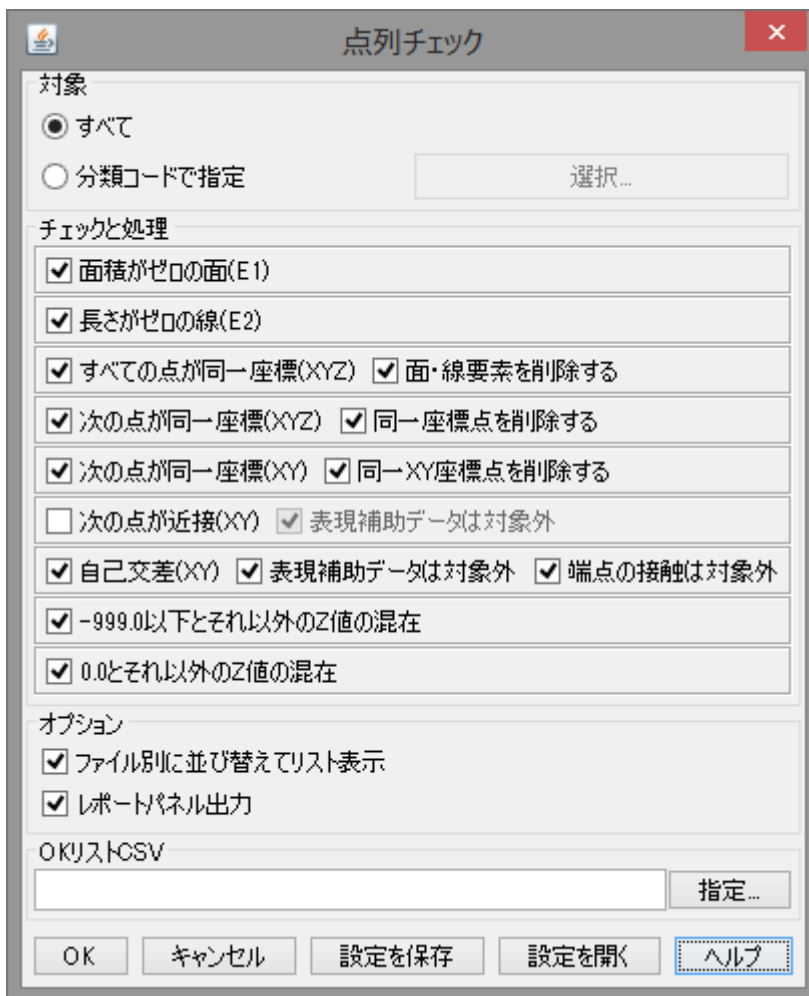 点列チェック
対象
すべて
分類コードで指定 選択...
チェックと処理
面積がゼロの面(E1)
長さがゼロの線(E2)
すべての点が同一座標(XYZ) 面・線要素を削除する
次の点が同一座標(XYZ) 同一座標点を削除する
次の点が同一座標(XY) 同一XY座標点を削除する
次の点が近接(XY) 表現補助データは対象外
自己交差(XY) 表現補助データは対象外 端点の接触は対象外
-999.0以下とそれ以外のZ値の混在
0.0とそれ以外のZ値の混在
オプション
ファイル別に並び替えてリスト表示
レポートパネル出力
OKリストCSV
指定...
OK キャンセル 設定を保存 設定を開く ヘルプ